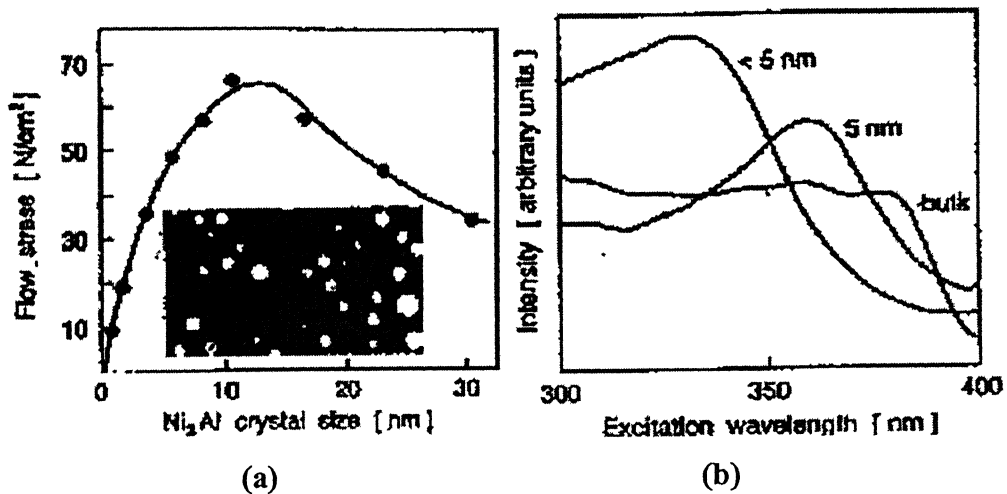 70
50
30
10
Flow stress [N/cm²]
0
10
20
30
Ni₃Al crystal size [nm]
(a)
Intensity [arbitrary units]
< 5 nm
5 nm
bulk
300
350
400
Excitation wavelength [nm]
(b)